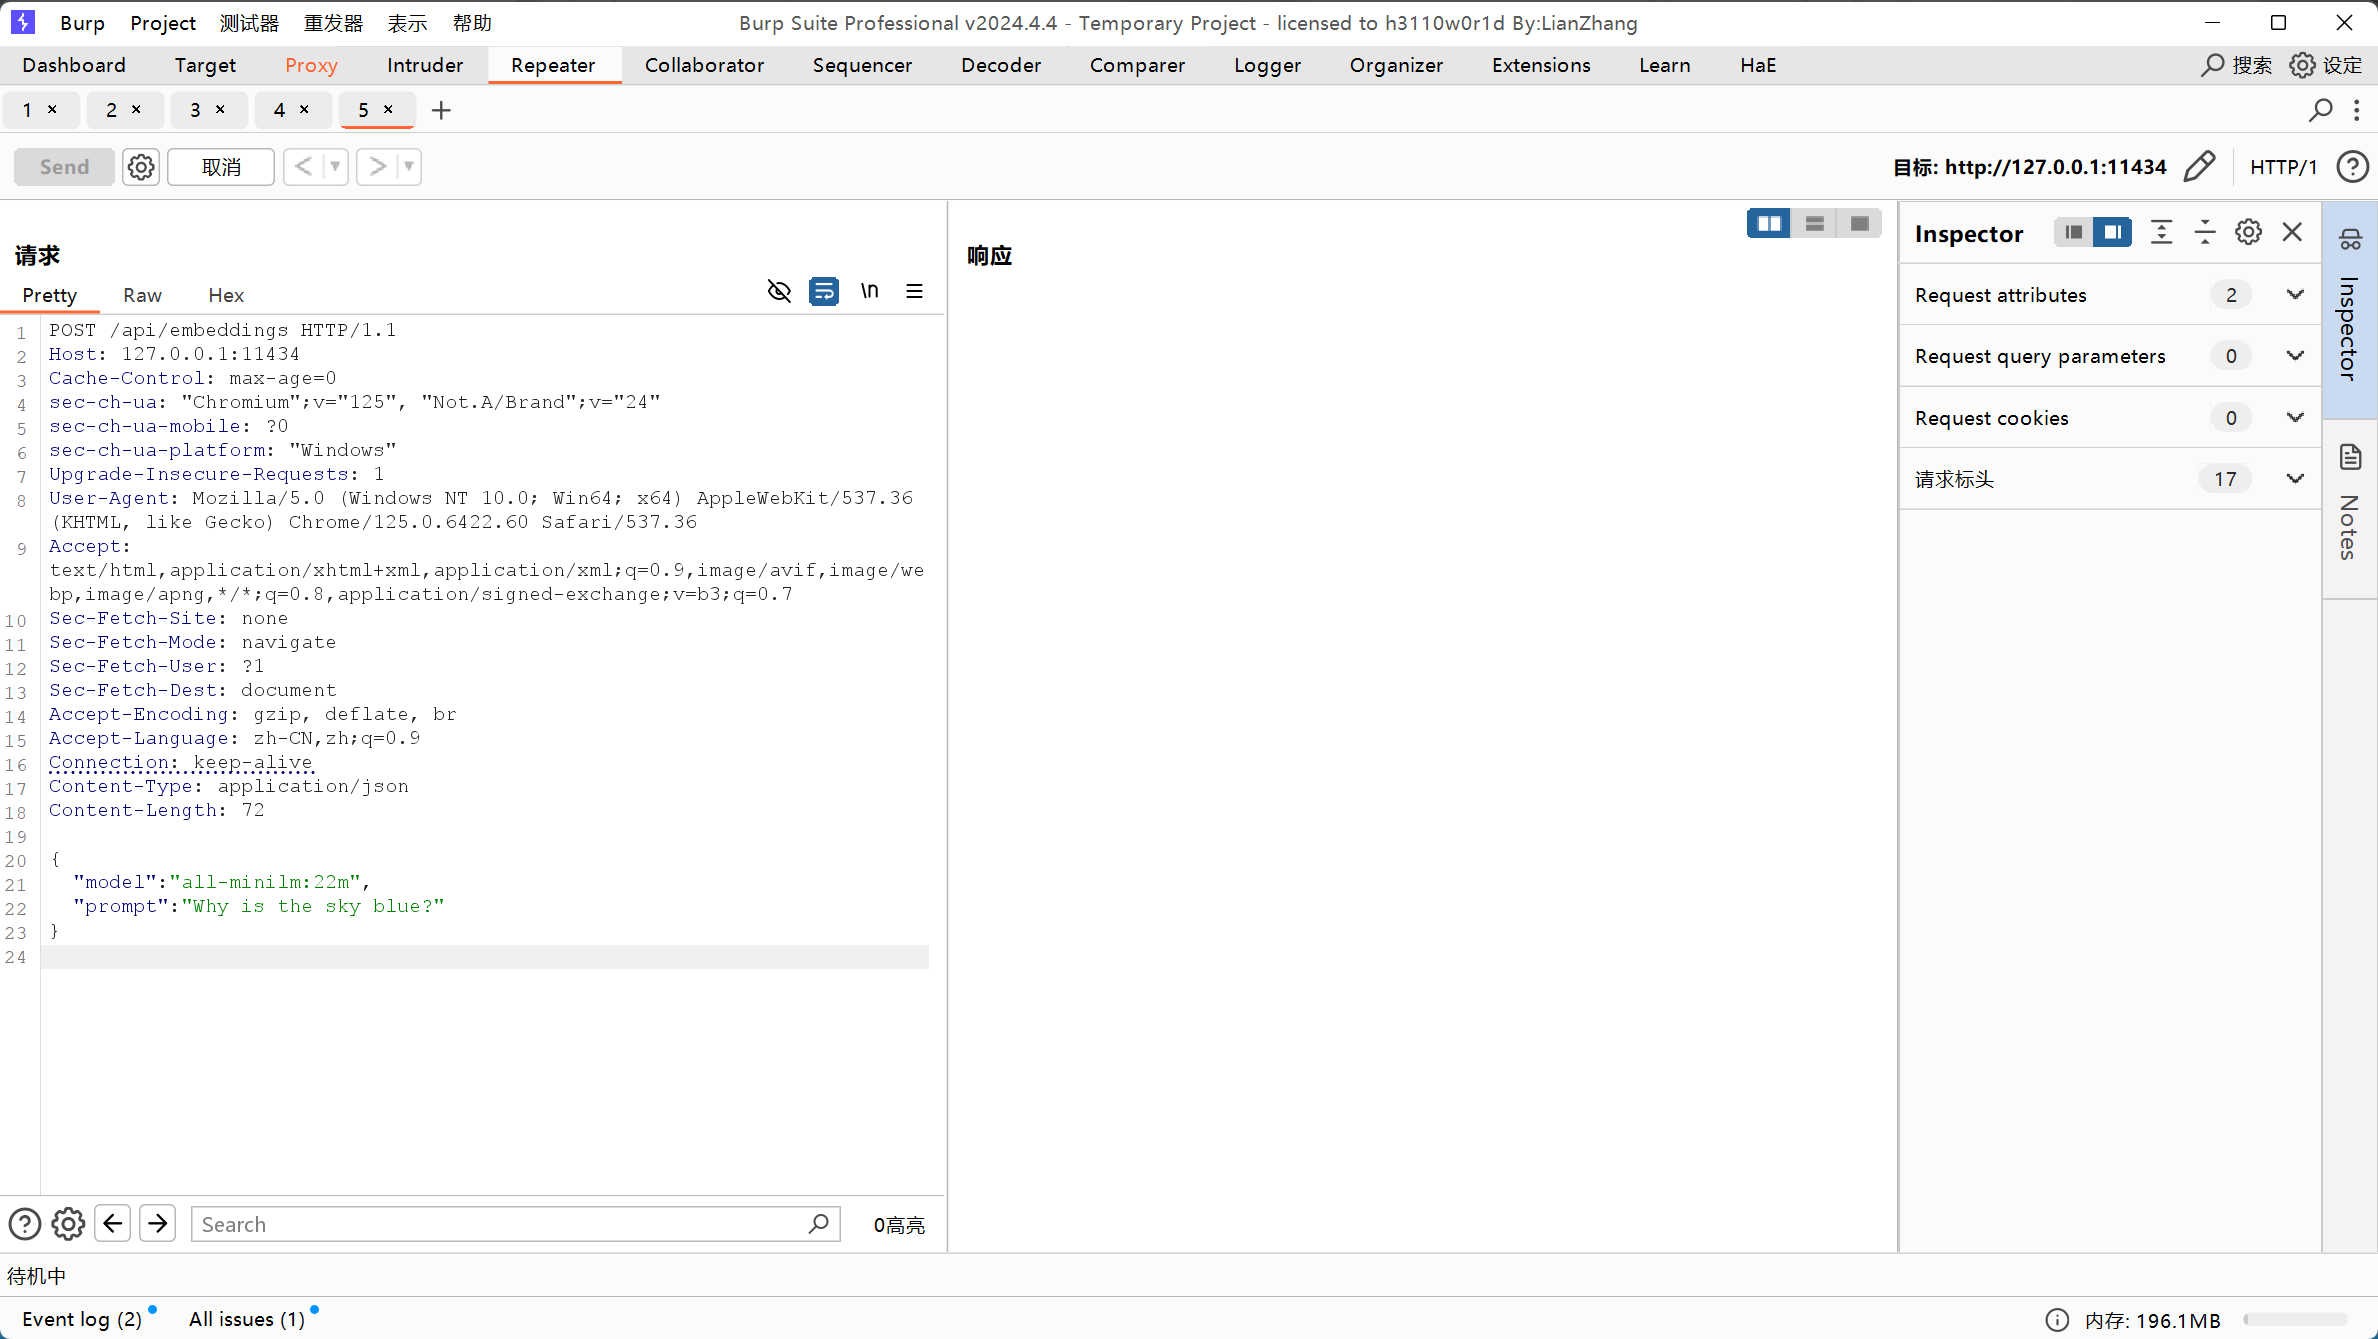 Burp Project 测试器 重发器 表示 帮助 Burp Suite Professional v2024.4.4 - Temporary Project - licensed to h3110w0r1d By:LianZhang
Dashboard Target Proxy Intruder Repeater Collaborator Sequencer Decoder Comparer Logger Organizer Extensions Learn HaE 搜索 设定
1 × 2 × 3 × 4 × 5 × +
Send 取消 < > 目标: http://127.0.0.1:11434 HTTP/1
请求
Pretty Raw Hex \n
1 POST /api/embeddings HTTP/1.1
2 Host: 127.0.0.1:11434
3 Cache-Control: max-age=0
4 sec-ch-ua: "Chromium";v="125", "Not.A/Brand";v="24"
5 sec-ch-ua-mobile: ?0
6 sec-ch-ua-platform: "Windows"
7 Upgrade-Insecure-Requests: 1
8 User-Agent: Mozilla/5.0 (Windows NT 10.0; Win64; x64) AppleWebKit/537.36
(KHTML, like Gecko) Chrome/125.0.6422.60 Safari/537.36
9 Accept:
text/html,application/xhtml+xml,application/xml;q=0.9,image/avif,image/we
bp,image/apng,*/*;q=0.8,application/signed-exchange;v=b3;q=0.7
10 Sec-Fetch-Site: none
11 Sec-Fetch-Mode: navigate
12 Sec-Fetch-User: ?1
13 Sec-Fetch-Dest: document
14 Accept-Encoding: gzip, deflate, br
15 Accept-Language: zh-CN,zh;q=0.9
16 Connection: keep-alive
17 Content-Type: application/json
18 Content-Length: 72
19
20 {
21 "model":"all-minilm:22m",
22 "prompt":"Why is the sky blue?"
23 }
24
Search 0高亮
响应
Inspector
Request attributes 2
Request query parameters 0
Request cookies 0
请求标头 17
Inspector
Notes
待机中
Event log (2) All issues (1) 内存: 196.1MB